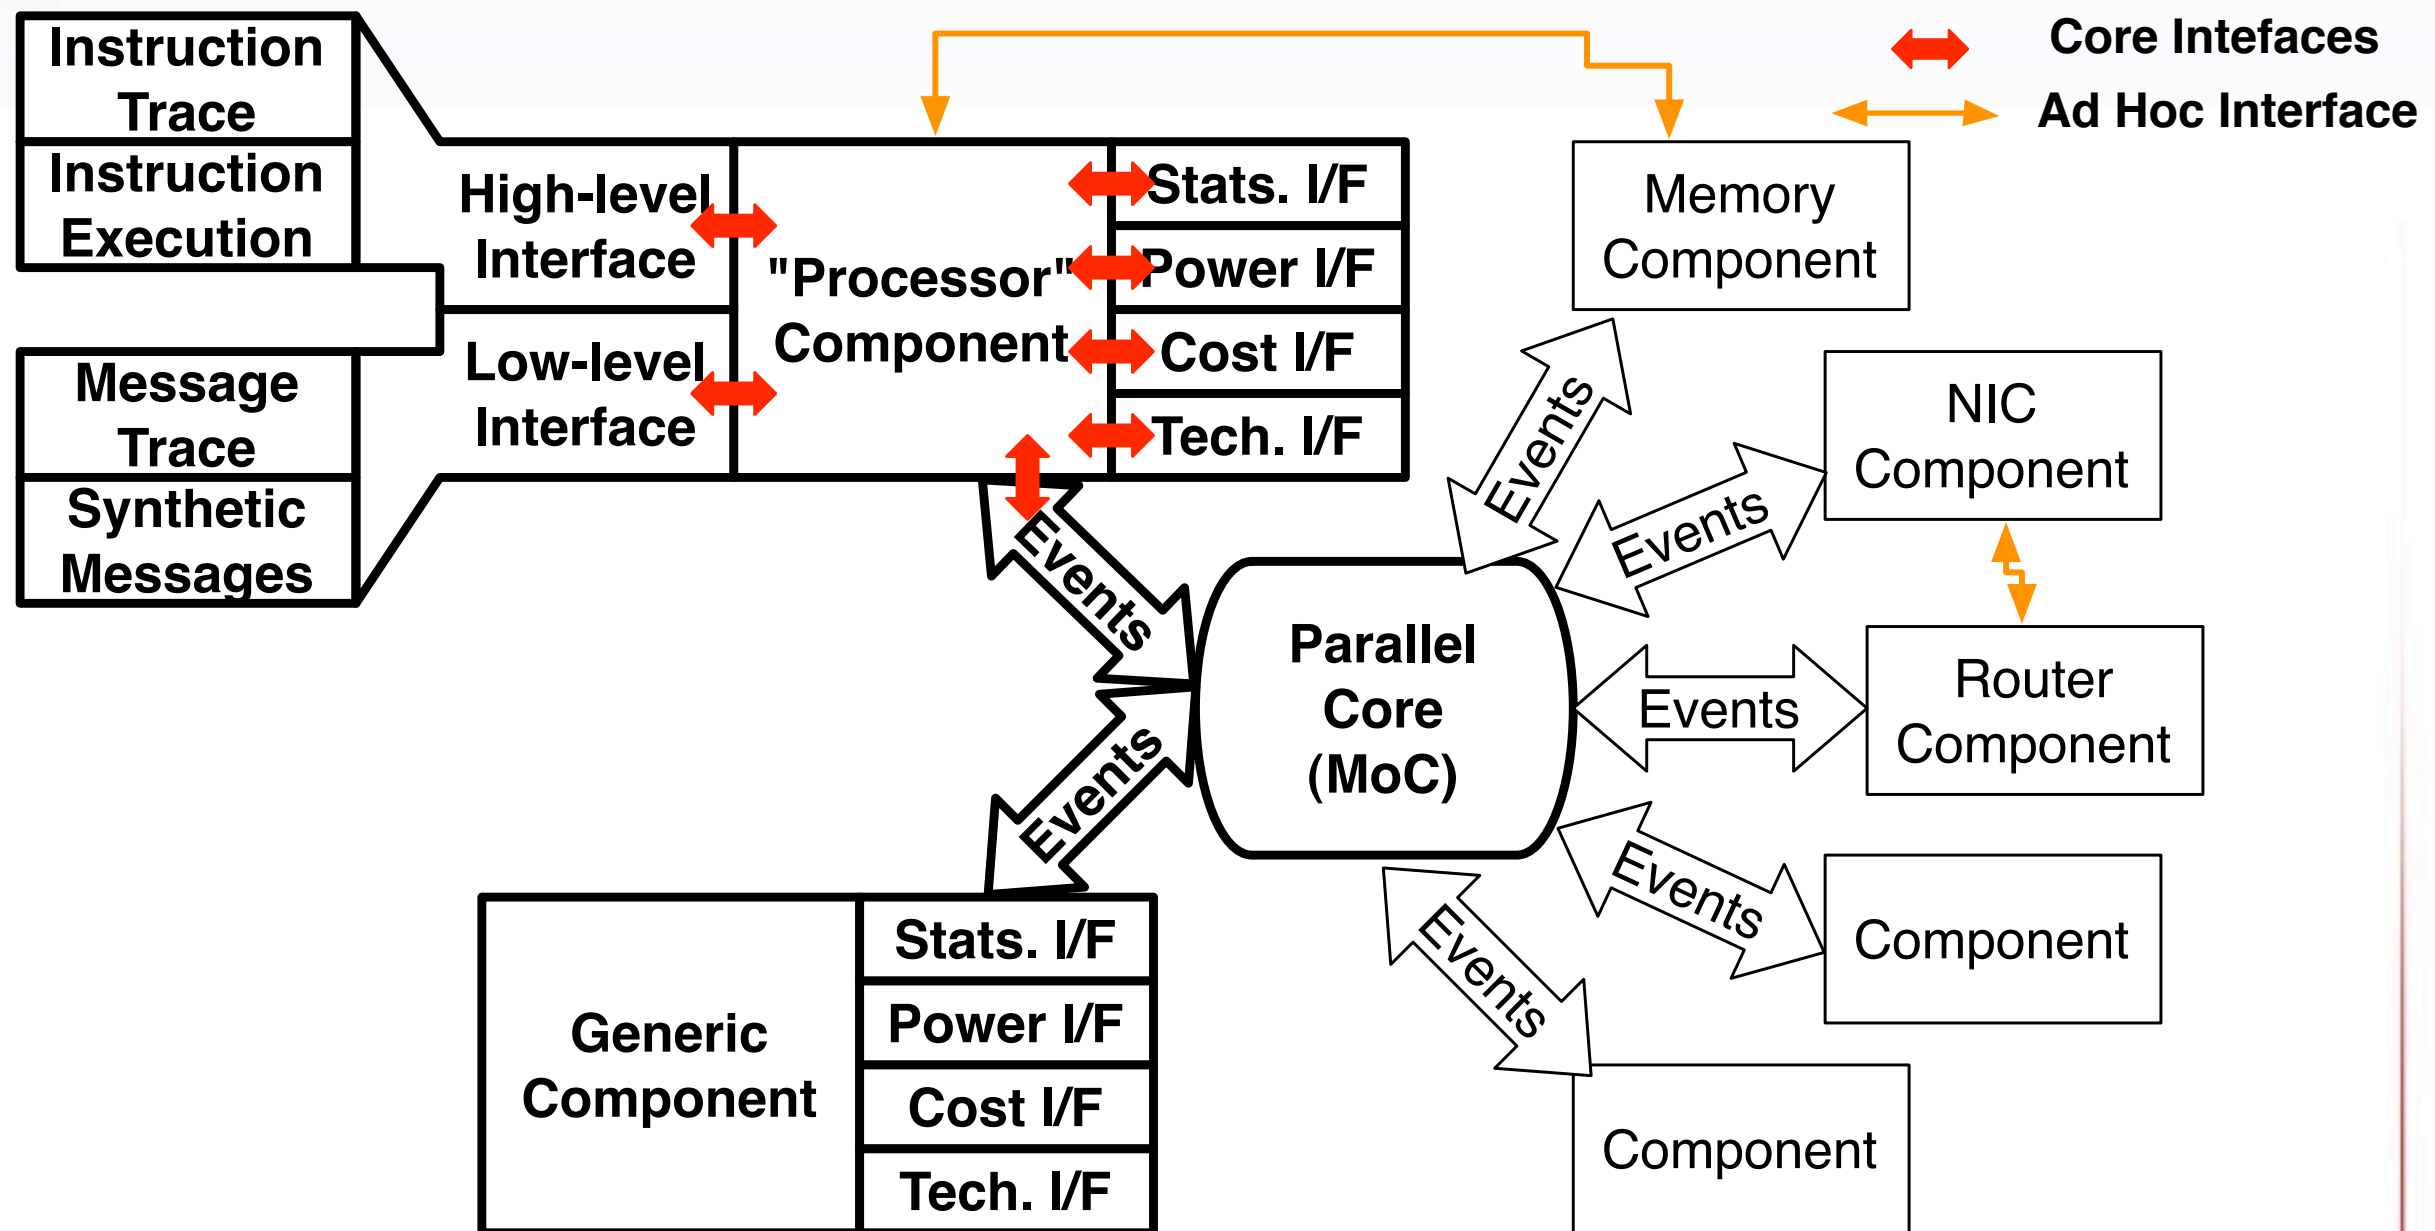 Instruction
Trace
Instruction
Execution
Message
Trace
Synthetic
Messages
High-level
Interface
Low-level
Interface
"Processor"
Component
Stats. I/F
Power I/F
Cost I/F
Tech. I/F
Core Intefaces
Ad Hoc Interface
Memory
Component
NIC
Component
Router
Component
Component
Component
Events
Events
Events
Events
Events
Events
Events
Parallel
Core
(MoC)
Generic
Component
Stats. I/F
Power I/F
Cost I/F
Tech. I/F